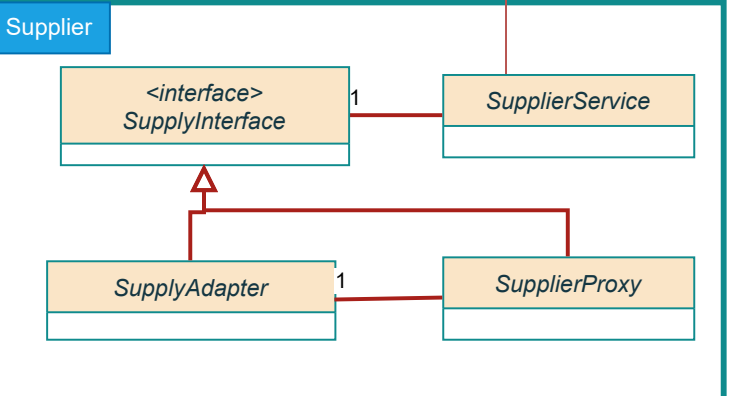 Supplier
<interface>
SupplyInterface
1
SupplierService
SupplyAdapter
1
SupplierProxy